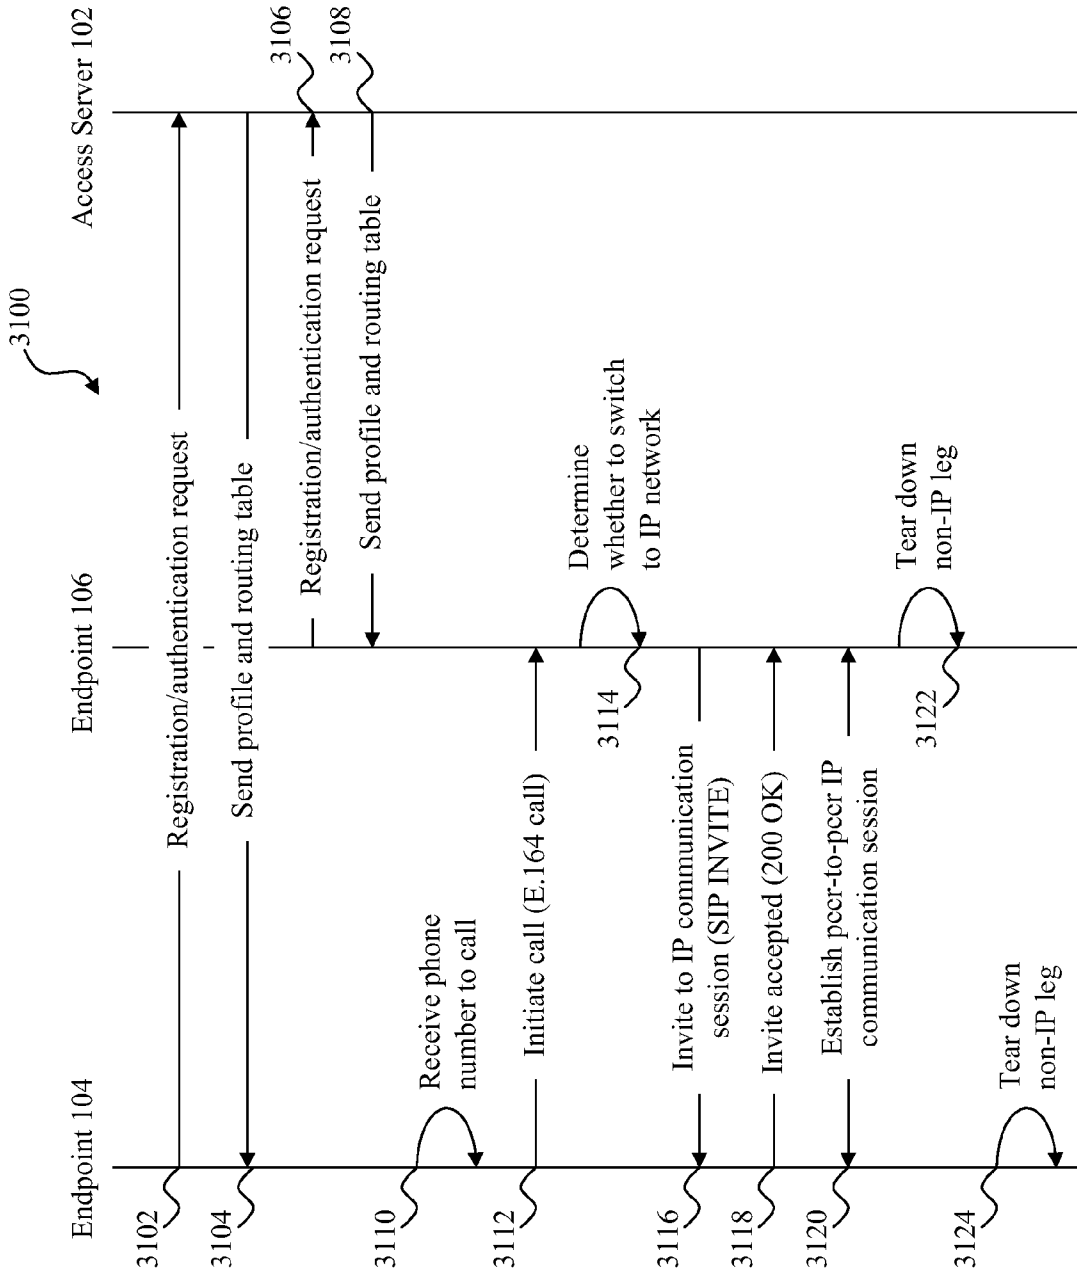 3100
Endpoint 104
Endpoint 106
Access Server 102
3102
Registration/authentication request
3104
Send profile and routing table
3106
Registration/authentication request
3108
Send profile and routing table
3110
Receive phone
number to call
3112
Initiate call (E.164 call)
3114
Determine
whether to switch
to IP network
3116
Invite to IP communication
session (SIP INVITE)
3118
Invite accepted (200 OK)
3120
Establish peer-to-peer IP
communication session
3122
Tear down
non-IP leg
3124
Tear down
non-IP leg